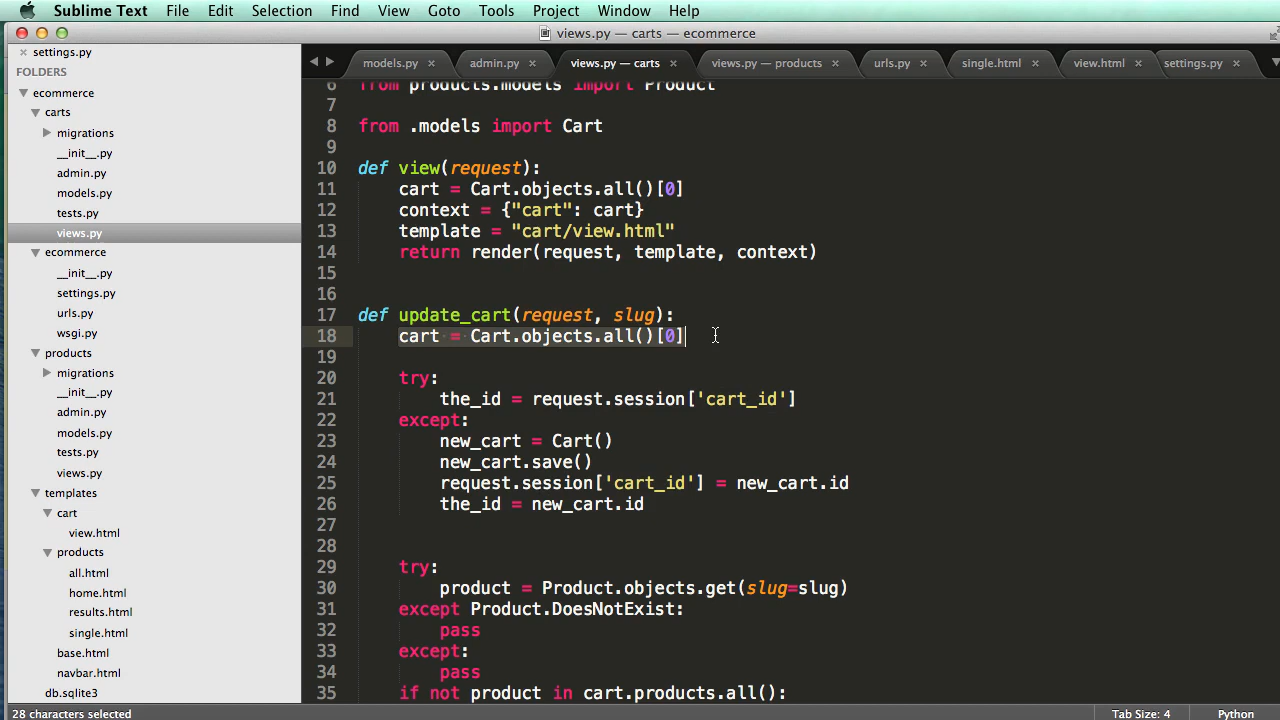 Sublime Text File Edit Selection Find View Goto Tools Project Window Help
views.py — carts — ecommerce
settings.py
FOLDERS
ecommerce
carts
migrations
__init__.py
admin.py
models.py
tests.py
views.py
ecommerce
__init__.py
settings.py
urls.py
wsgi.py
products
migrations
__init__.py
admin.py
models.py
tests.py
views.py
templates
cart
view.html
products
all.html
home.html
results.html
single.html
base.html
navbar.html
db.sqlite3
models.py × admin.py × views.py — carts × views.py — products × urls.py × single.html × view.html × settings.py ×
6 from products.models import Product
7
8 from .models import Cart
9
10 def view(request):
11 cart = Cart.objects.all()[0]
12 context = {"cart": cart}
13 template = "cart/view.html"
14 return render(request, template, context)
15
16
17 def update_cart(request, slug):
18 cart = Cart.objects.all()[0]
19
20 try:
21 the_id = request.session['cart_id']
22 except:
23 new_cart = Cart()
24 new_cart.save()
25 request.session['cart_id'] = new_cart.id
26 the_id = new_cart.id
27
28
29 try:
30 product = Product.objects.get(slug=slug)
31 except Product.DoesNotExist:
32 pass
33 except:
34 pass
35 if not product in cart.products.all():
28 characters selected Tab Size: 4 Python